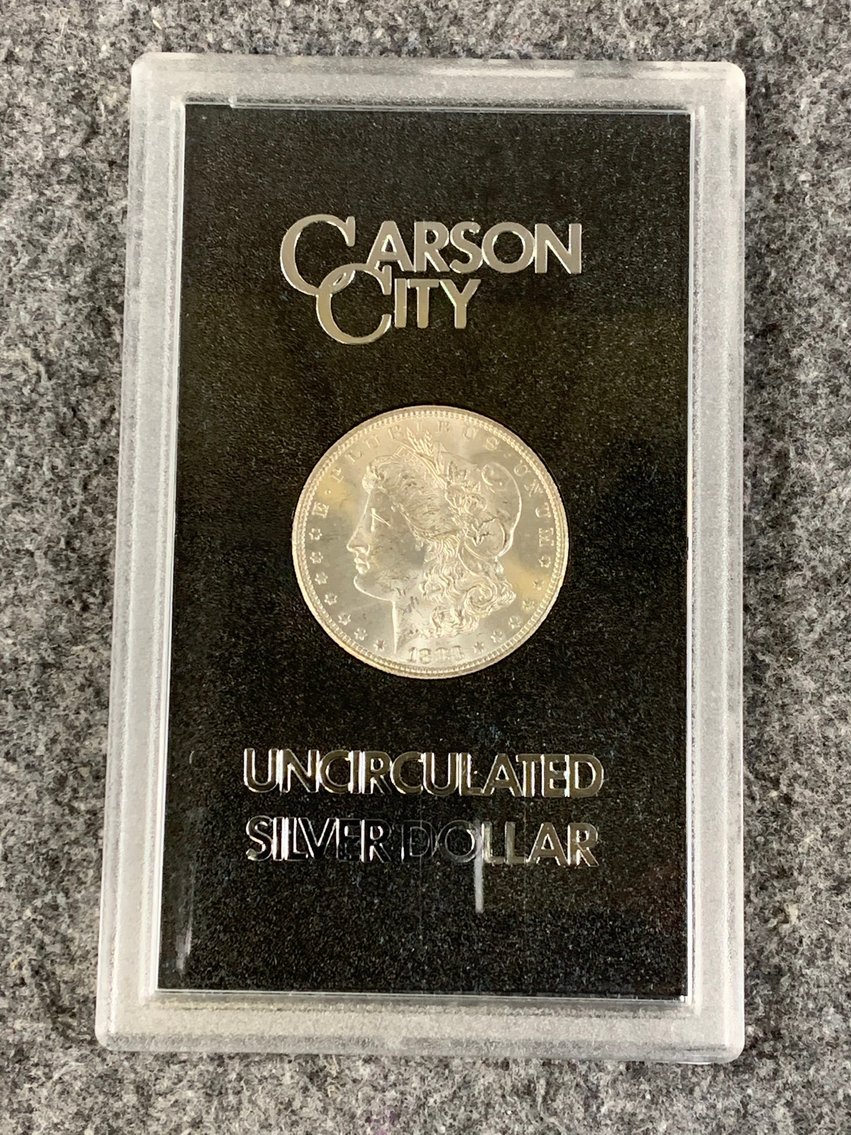 CARSON
CITY
E·PLURIBUS·UNUM
UNCIRCULATED
SILVER DOLLAR